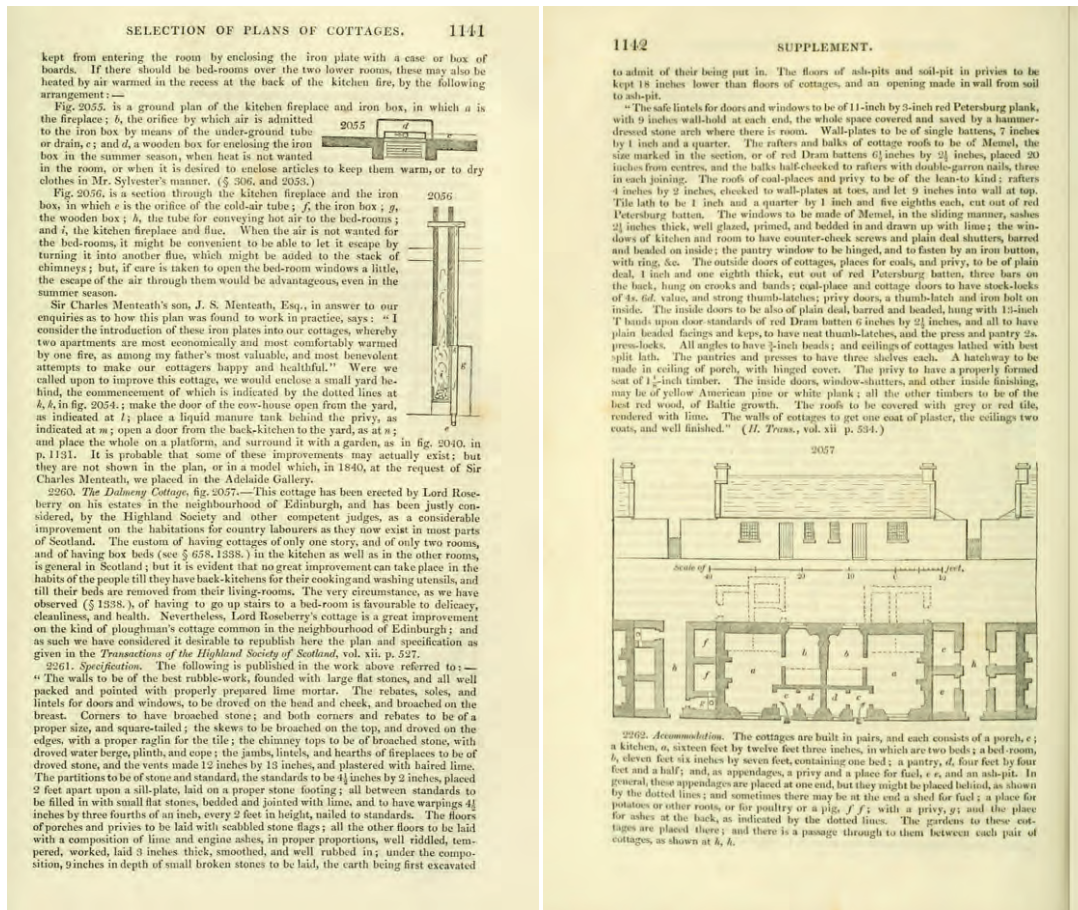 SELECTION OF PLANS OF COTTAGES.
1141
kept from entering the room by enclosing the iron plate with a case or box of
boards. If there should be bed-rooms over the two lower rooms, these may also be
heated by air warmed in the recess at the back of the kitchen fire, by the following
arrangement: —
Fig. 2055. is a ground plan of the kitchen fireplace and iron box, in which a is
the fireplace; b, the orifice by which air is admitted
to the iron box by means of the under-ground tube
or drain, c; and d, a wooden box for enclosing the iron
box in the summer season, when heat is not wanted
in the room, or when it is desired to enclose articles to keep them warm, or to dry
clothes in Mr. Sylvester's manner. (§ 306. and 2053.)
2055
d
c
Fig. 2056. is a section through the kitchen fireplace and the iron
box, in which e is the orifice of the cold-air tube; f, the iron box; g,
the wooden box; h, the tube for conveying hot air to the bed-rooms;
and i, the kitchen fireplace and flue. When the air is not wanted for
the bed-rooms, it might be convenient to be able to let it escape by
turning it into another flue, which might be added to the stack of
chimneys; but, if care is taken to open the bed-room windows a little,
the escape of the air through them would be advantageous, even in the
summer season.
2056
g
e
Sir Charles Menteath's son, J. S. Menteath, Esq., in answer to our
enquiries as to how this plan was found to work in practice, says: "I
consider the introduction of these iron plates into our cottages, whereby
two apartments are most economically and most comfortably warmed
by one fire, as among my father's most valuable, and most benevolent
attempts to make our cottagers happy and healthful." Were we
called upon to improve this cottage, we would enclose a small yard be-
hind, the commencement of which is indicated by the dotted lines at
k, k, in fig. 2054.; make the door of the cow-house open from the yard,
as indicated at l; place a liquid manure tank behind the privy, as
indicated at m; open a door from the back-kitchen to the yard, as at n;
and place the whole on a platform, and surround it with a garden, as in fig. 2040. in
p. 1131. It is probable that some of these improvements may actually exist; but
they are not shown in the plan, or in a model which, in 1840, at the request of Sir
Charles Menteath, we placed in the Adelaide Gallery.
2260. The Dalmeny Cottage, fig. 2057.—This cottage has been erected by Lord Rose-
berry on his estates in the neighbourhood of Edinburgh, and has been justly con-
sidered, by the Highland Society and other competent judges, as a considerable
improvement on the habitations for country labourers as they now exist in most parts
of Scotland. The custom of having cottages of only one story, and of only two rooms,
and of having box beds (see § 658. 1338.) in the kitchen as well as in the other rooms,
is general in Scotland; but it is evident that no great improvement can take place in the
habits of the people till they have back-kitchens for their cooking and washing utensils, and
till their beds are removed from their living-rooms. The very circumstance, as we have
observed (§ 1338.), of having to go up stairs to a bed-room is favourable to delicacy,
cleanliness, and health. Nevertheless, Lord Roseberry's cottage is a great improvement
on the kind of ploughman's cottage common in the neighbourhood of Edinburgh; and
as such we have considered it desirable to republish here the plan and specification as
given in the Transactions of the Highland Society of Scotland, vol. xii. p. 527.
2261. Specification. The following is published in the work above referred to: —
"The walls to be of the best rubble-work, founded with large flat stones, and all well
packed and pointed with properly prepared lime mortar. The rebates, soles, and
lintels for doors and windows, to be droved on the head and cheek, and broached on the
breast. Corners to have broached stone; and both corners and rebates to be of a
proper size, and square-tailed; the skews to be broached on the top, and droved on the
edges, with a proper raglin for the tile; the chimney tops to be of broached stone, with
droved water berge, plinth, and cope; the jambs, lintels, and hearths of fireplaces to be of
droved stone, and the vents made 12 inches by 13 inches, and plastered with haired lime.
The partitions to be of stone and standard, the standards to be 4½ inches by 2 inches, placed
2 feet apart upon a sill-plate, laid on a proper stone footing; all between standards to
be filled in with small flat stones, bedded and jointed with lime, and to have warpings 4½
inches by three fourths of an inch, every 2 feet in height, nailed to standards. The floors
of porches and privies to be laid with scabbled stone flags; all the other floors to be laid
with a composition of lime and engine ashes, in proper proportions, well riddled, tem-
pered, worked, laid 3 inches thick, smoothed, and well rubbed in; under the compo-
sition, 9 inches in depth of small broken stones to be laid, the earth being first excavated
1142
SUPPLEMENT.
to admit of their being put in. The floors of ash-pits and soil-pit in privies to be
kept 18 inches lower than floors of cottages, and an opening made in wall from soil
to ash-pit.
"The safe lintels for doors and windows to be of 11-inch by 3-inch red Petersburg plank,
with 9 inches wall-hold at each end, the whole space covered and saved by a hammer-
dressed stone arch where there is room. Wall-plates to be of single battens, 7 inches
by 1 inch and a quarter. The rafters and balks of cottage roofs to be of Memel, the
size marked in the section, or of red Dram battens 6½ inches by 2½ inches, placed 20
inches from centres, and the balks half-checked to rafters with double-garron nails, three
in each joining. The roofs of coal-places and privy to be of the lean-to kind; rafters
4 inches by 2 inches, checked to wall-plates at toes, and let 9 inches into wall at top.
Tile lath to be 1 inch and a quarter by 1 inch and five eighths each, cut out of red
Petersburg batten. The windows to be made of Memel, in the sliding manner, sashes
2¼ inches thick, well glazed, primed, and bedded in and drawn up with lime; the win-
dows of kitchen and room to have counter-check screws and plain deal shutters, barred
and beaded on inside; the pantry window to be hinged, and to fasten by an iron button,
with ring, &c. The outside doors of cottages, places for coals, and privy, to be of plain
deal, 1 inch and one eighth thick, cut out of red Petersburg batten, three bars on
the back, hung on crooks and bands; coal-place and cottage doors to have stock-locks
of 4s. 6d. value, and strong thumb-latches; privy doors, a thumb-latch and iron bolt on
inside. The inside doors to be also of plain deal, barred and beaded, hung with 13-inch
T bands upon door-standards of red Dram batten 6 inches by 2½ inches, and all to have
plain beaded facings and keps, to have neat thumb-latches, and the press and pantry 2s.
press-locks. All angles to have ¾-inch beads; and ceilings of cottages lathed with best
split lath. The pantries and presses to have three shelves each. A hatchway to be
made in ceiling of porch, with hinged cover. The privy to have a properly formed
seat of inch timber. The inside doors, window-shutters, and other inside finishing,
may be of yellow American pine or white plank; all the other timbers to be of the
best red wood, of Baltic growth. The roofs to be covered with grey or red tile,
rendered with lime. The walls of cottages to get one coat of plaster, the ceilings two
coats, and well finished." (H. Trans., vol. xii p. 534.)
2057
Scale of
feet.
40 20 10 10
h f f g a b b a e e h
c d d c
2262. Accommodation. The cottages are built in pairs, and each consists of a porch, c;
a kitchen, a, sixteen feet by twelve feet three inches, in which are two beds; a bed-room,
b, eleven feet six inches by seven feet, containing one bed; a pantry, d, four feet by four
feet and a half; and, as appendages, a privy and a place for fuel, e e, and an ash-pit. In
general, these appendages are placed at one end, but they might be placed behind, as shown
by the dotted lines; and sometimes there may be at the end a shed for fuel; a place for
potatoes or other roots, or for poultry or a pig, f f; with a privy, g; and the place
for ashes at the back, as indicated by the dotted lines. The gardens to these cot-
tages are placed there; and there is a passage through to them between each pair of
cottages, as shown at h, h.